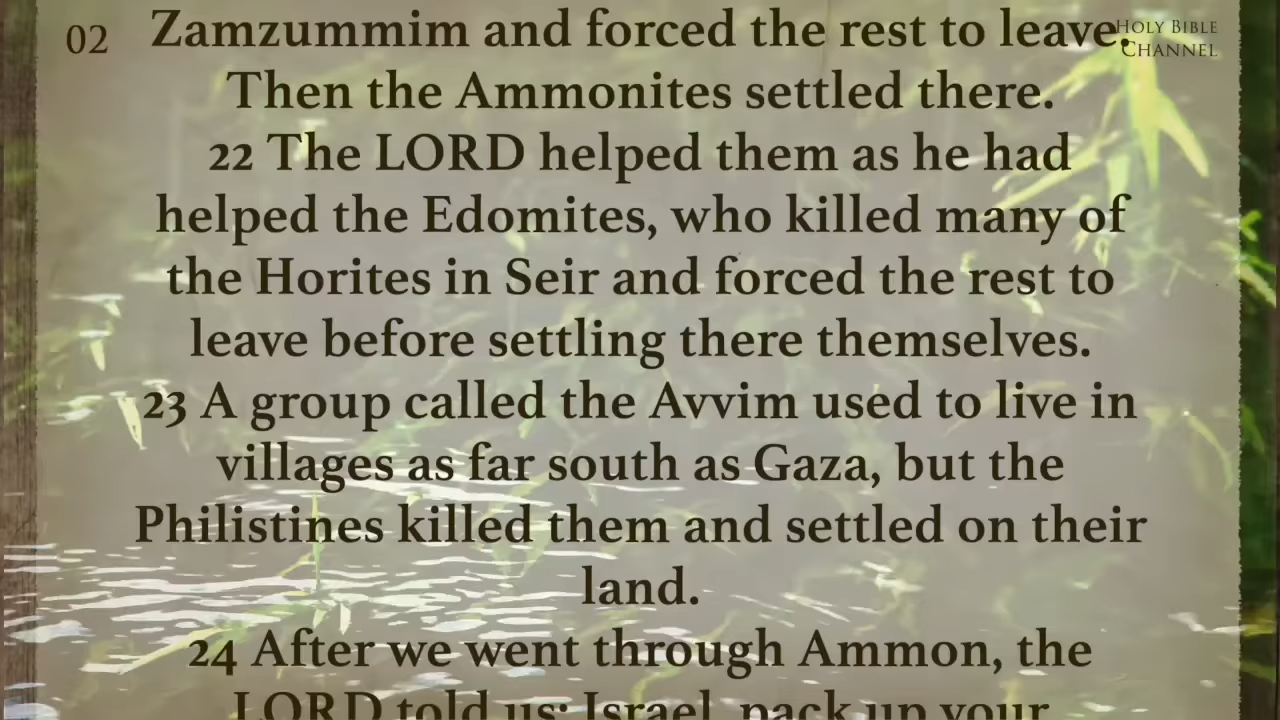 02
Zamzummim and forced the rest to leave.
HOLY BIBLE
CHANNEL
Then the Ammonites settled there.
22 The LORD helped them as he had
helped the Edomites, who killed many of
the Horites in Seir and forced the rest to
leave before settling there themselves.
23 A group called the Avvim used to live in
villages as far south as Gaza, but the
Philistines killed them and settled on their
land.
24 After we went through Ammon, the
LORD told us: Israel, pack up your